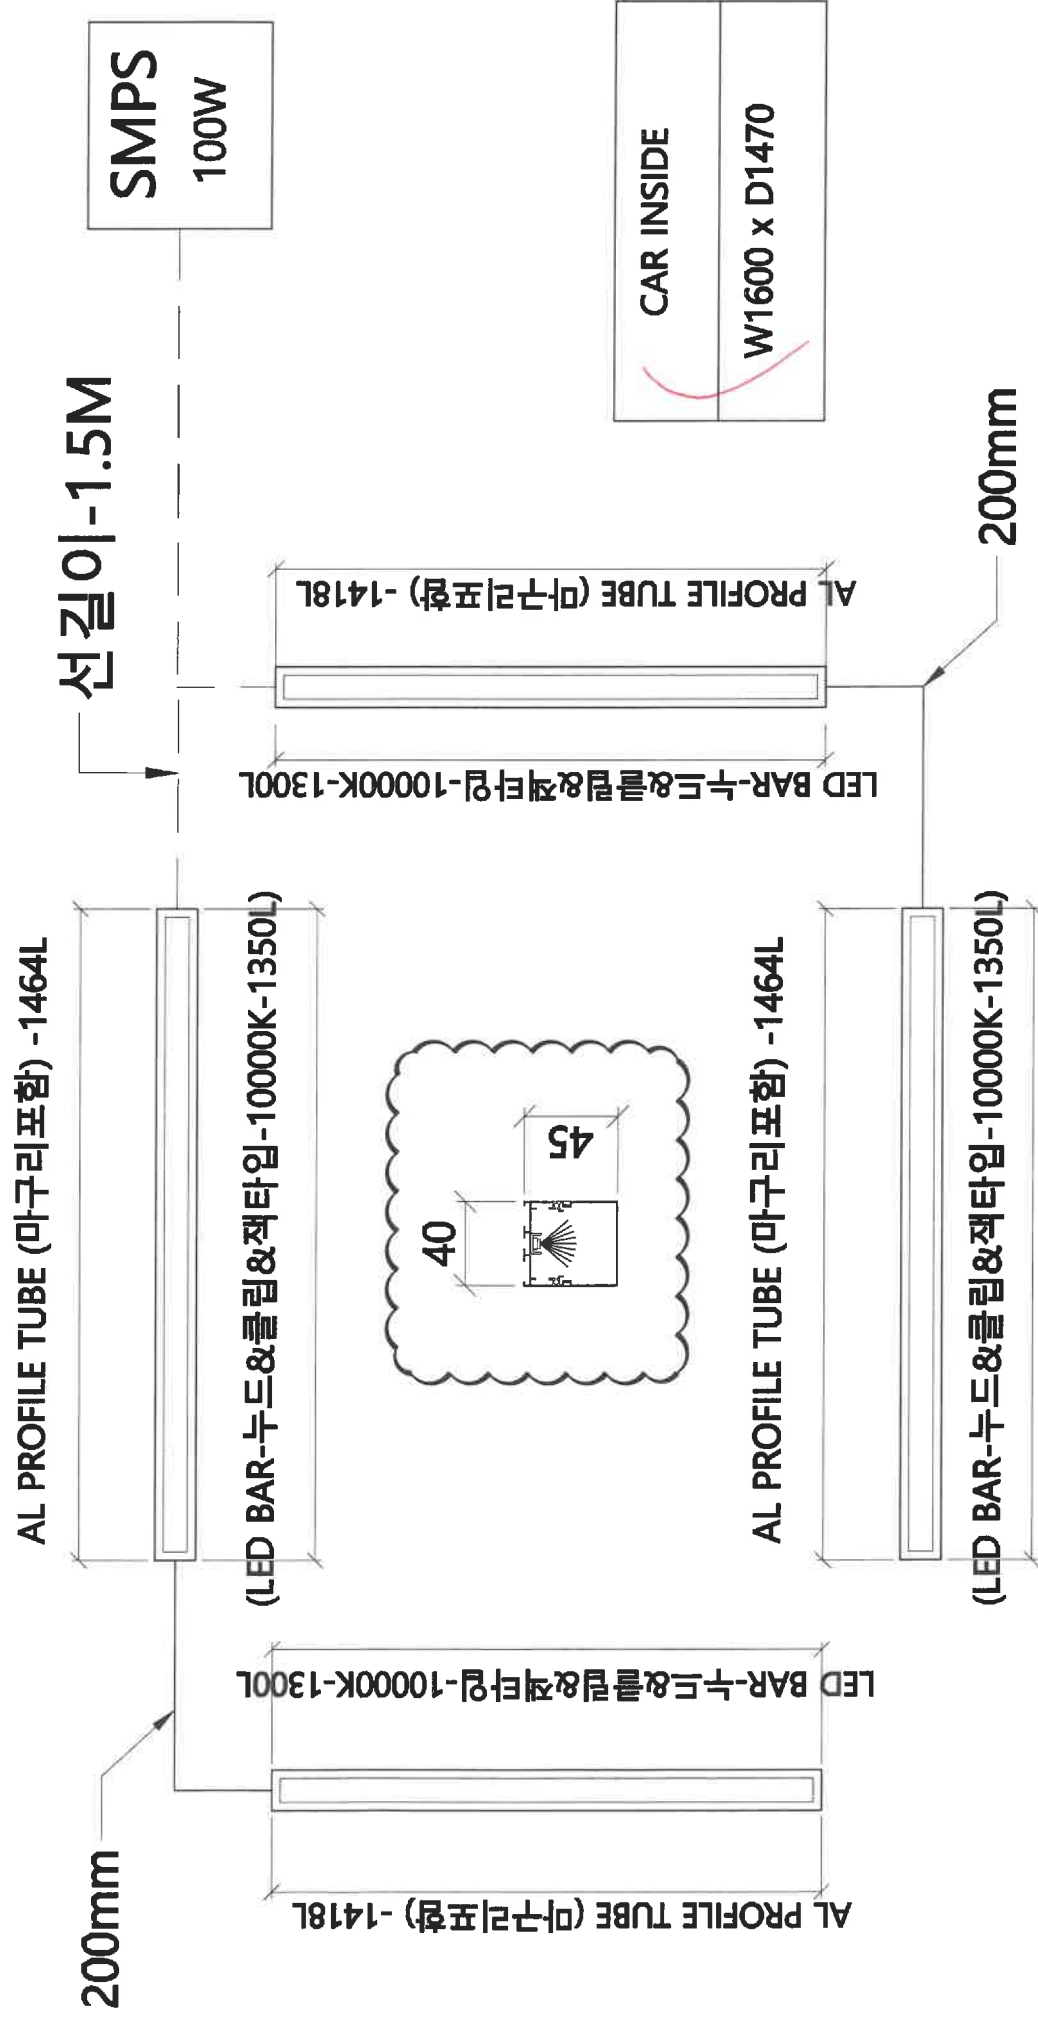 SMPS
100W
선길이-1.5M
CAR INSIDE
W1600 x D1470
200mm
AL PROFILE TUBE (마구리포함) -1418L
LED BAR-누드&클립&잭타입-10000K-1300L
AL PROFILE TUBE (마구리포함) -1464L
(LED BAR-누드&클립&잭타입-10000K-1350L)
40
45
AL PROFILE TUBE (마구리포함) -1464L
(LED BAR-누드&클립&잭타입-10000K-1350L)
LED BAR-누드&클립&잭타입-10000K-1300L
AL PROFILE TUBE (마구리포함) -1418L
200mm